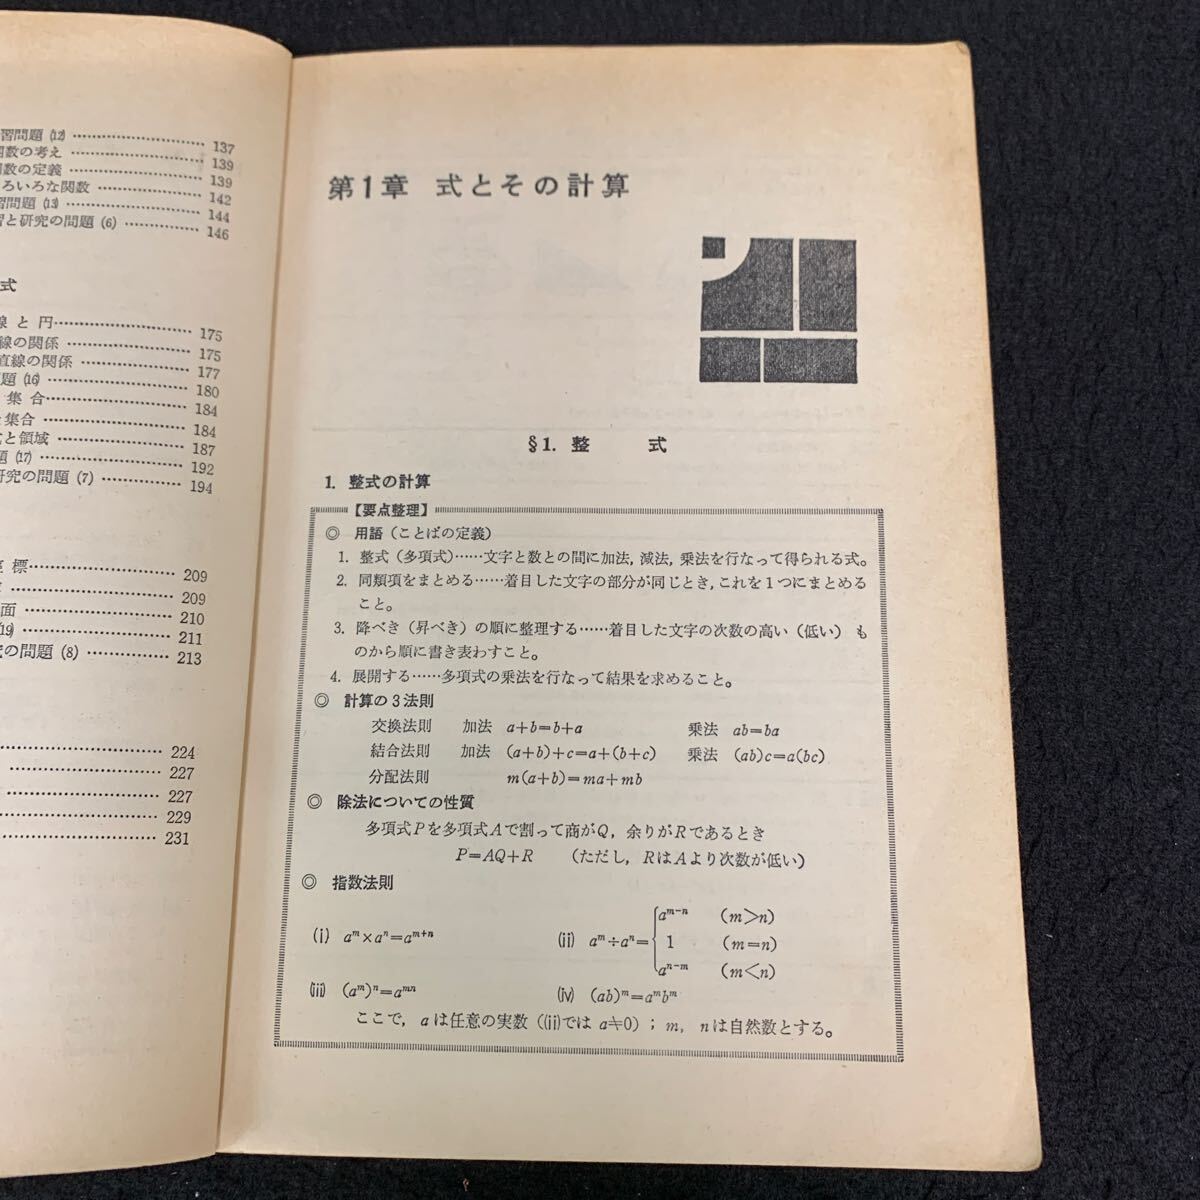 習問題 (12) 137
関数の考え 139
関数の定義 139
ろいろな関数 142
習問題 (13) 144
習と研究の問題 (6) 146
式
線と円 175
線の関係 175
直線の関係 177
題 (16) 180
集合 184
集合 184
と領域 187
題 (17) 192
研究の問題 (7) 194
標 209
209
面 210
(19) 211
の問題 (8) 213
224
227
227
229
231
第1章 式とその計算
§1. 整 式
1. 整式の計算
【要点整理】
◎ 用語(ことばの定義)
1. 整式(多項式)……文字と数との間に加法, 減法, 乗法を行なって得られる式。
2. 同類項をまとめる……着目した文字の部分が同じとき, これを1つにまとめる
こと。
3. 降べき(昇べき)の順に整理する……着目した文字の次数の高い(低い)も
のから順に書き表わすこと。
4. 展開する……多項式の乗法を行なって結果を求めること。
◎ 計算の3法則
交換法則 加法 a+b=b+a 乗法 ab=ba
結合法則 加法 (a+b)+c=a+(b+c) 乗法 (ab)c=a(bc)
分配法則 m(a+b)=ma+mb
◎ 除法についての性質
多項式Pを多項式Aで割って商がQ, 余りがRであるとき
P=AQ+R (ただし, RはAより次数が低い)
◎ 指数法則
(i) aᵐ×aⁿ=aᵐ⁺ⁿ (ii) aᵐ÷aⁿ={aᵐ⁻ⁿ (m>n)
1 (m=n)
aⁿ⁻ᵐ (m<n)
(iii) (aᵐ)ⁿ=aᵐⁿ (iv) (ab)ᵐ=aᵐbᵐ
ここで, aは任意の実数((ii)では a≠0); m, nは自然数とする。